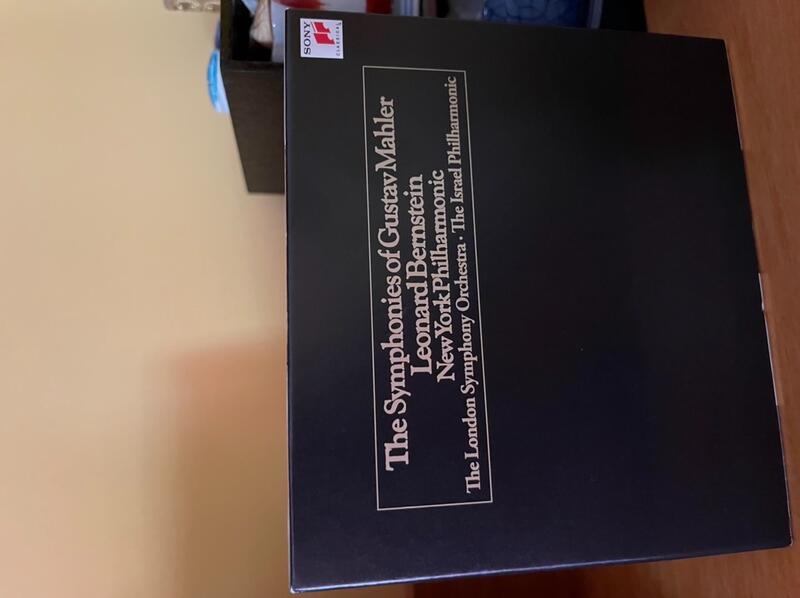 SONY
CLASSICAL
The Symphonies of Gustav Mahler
Leonard Bernstein
New York Philharmonic
The London Symphony Orchestra · The Israel Philharmonic